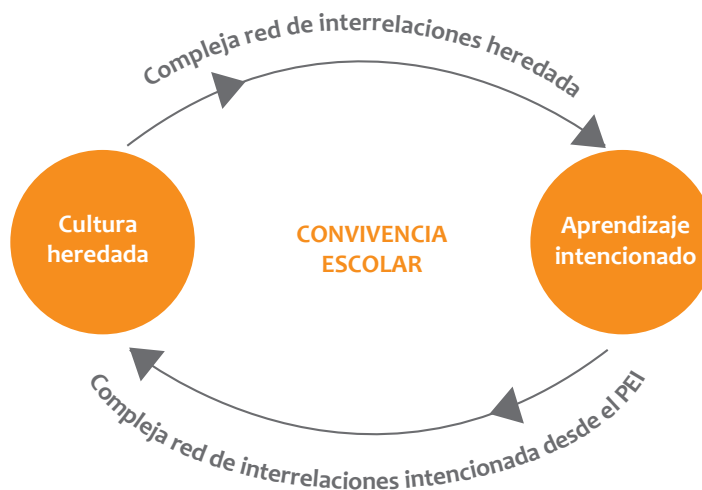 Compleja red de interrelaciones heredada
Cultura
heredada
CONVIVENCIA
ESCOLAR
Aprendizaje
intencionado
Compleja red de interrelaciones intencionada desde el PEI